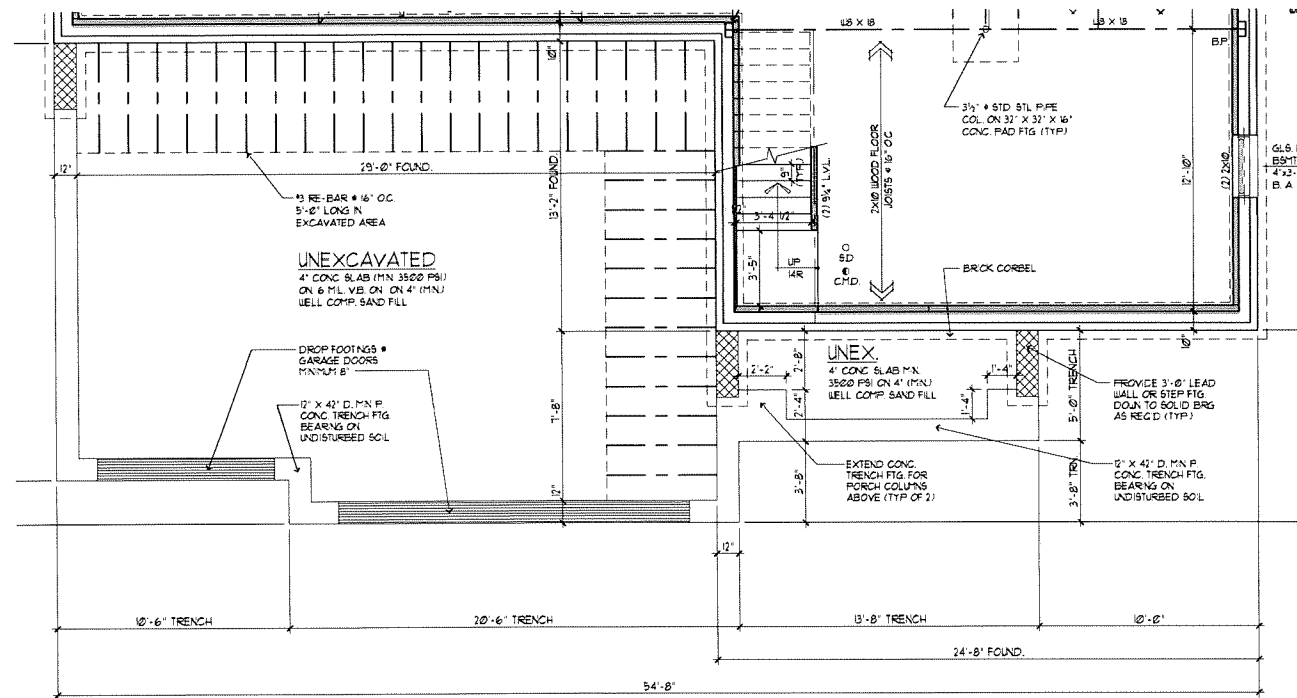 W8 X 18
W8 X 18
B.P.
10"
3½" ⌀ STD STL PIPE
COL. ON 32" X 32" X 16"
CONC. PAD FTG (TYP)
12"
29'-0" FOUND.
13'-2" FOUND.
9"
(TYP.)
(2) 9¼" LVL
2X10 WOOD FLOOR
JOISTS @ 16" O.C.
12'-10"
(2) 2X10
GLS.
BSMT
B. A
#3 RE-BAR @ 16" O.C.
5'-0" LONG IN
EXCAVATED AREA
3'-4 1/2"
3'-5"
UP
14R
SD
C.M.D.
UNEXCAVATED
4" CONC. SLAB (MIN 3500 PSI)
ON 6 MIL. V.B. ON ON 4" (MIN.)
WELL COMP. SAND FILL
BRICK CORBEL
10"
DROP FOOTINGS @
GARAGE DOORS
MINIMUM 8"
UNEX.
4" CONC SLAB MIN.
3500 PSI ON 4" (MIN.)
WELL COMP. SAND FILL
2'-8"
2'-2"
1'-4"
1'-4"
2'-4"
5'-0" TRENCH
PROVIDE 3'-0" LEAD
WALL OR STEP FTG.
DOWN TO SOLID BRG
AS REQ'D (TYP.)
12" X 42" D. MIN P.
CONC. TRENCH FTG
BEARING ON
UNDISTURBED SOIL
7'-8"
12"
EXTEND CONC.
TRENCH FTG. FOR
PORCH COLUMNS
ABOVE (TYP OF 2)
3'-8"
3'-8" TRN.
12" X 42" D. MIN P.
CONC. TRENCH FTG.
BEARING ON
UNDISTURBED SOIL
12"
10'-6" TRENCH
20'-6" TRENCH
13'-8" TRENCH
10'-0"
24'-8" FOUND.
54'-8"